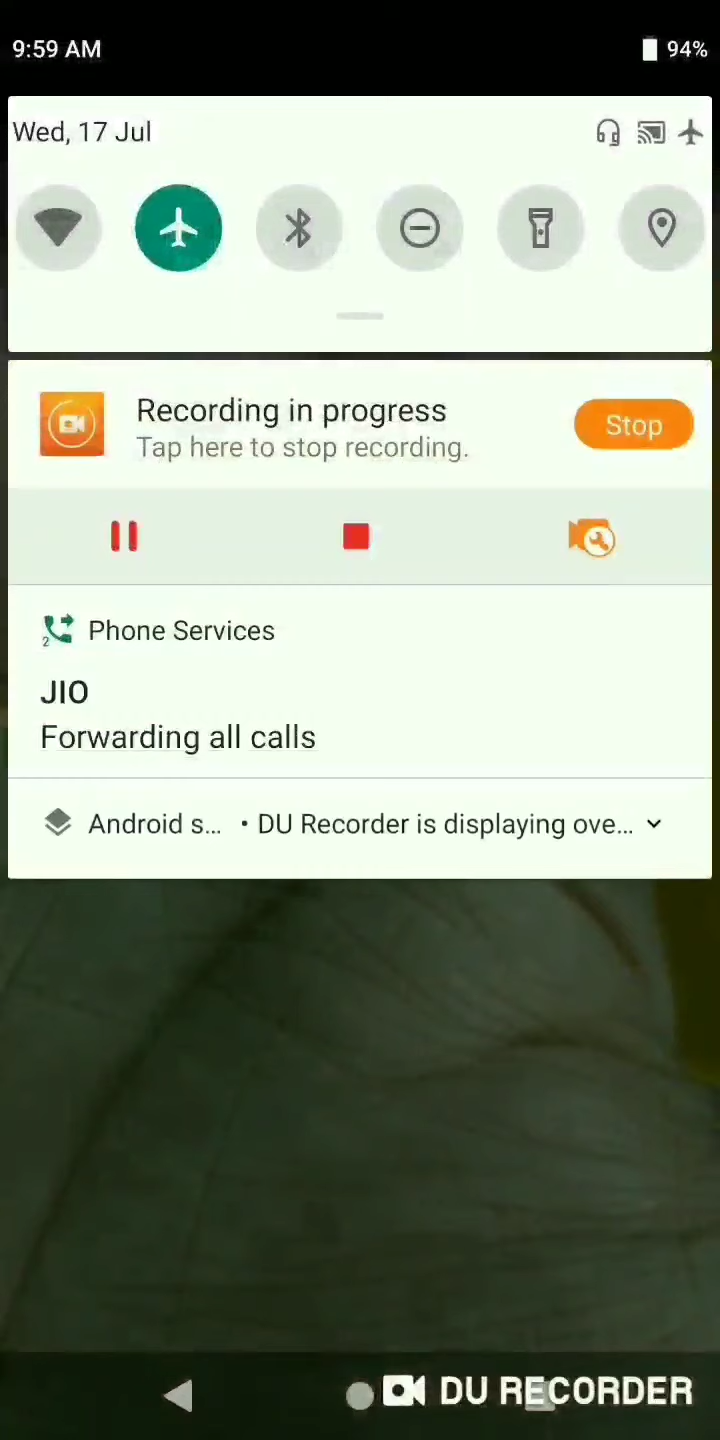 9:59 AM
94%
Wed, 17 Jul
Recording in progress
Tap here to stop recording.
Stop
2
Phone Services
JIO
Forwarding all calls
Android s... • DU Recorder is displaying ove...
DU RECORDER